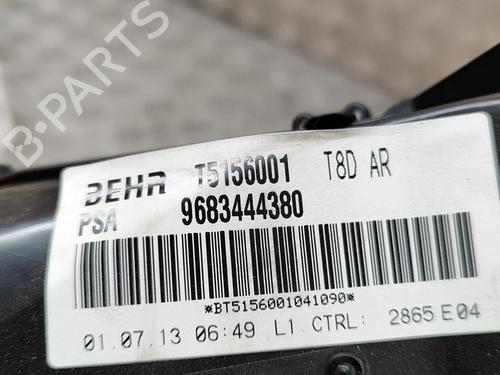 BEHR T5156001 T8D AR
PSA 9683444380
*BT5156001041090*
01.07.13 06:49 L1 CTRL: 2865 E04
B-PARTS